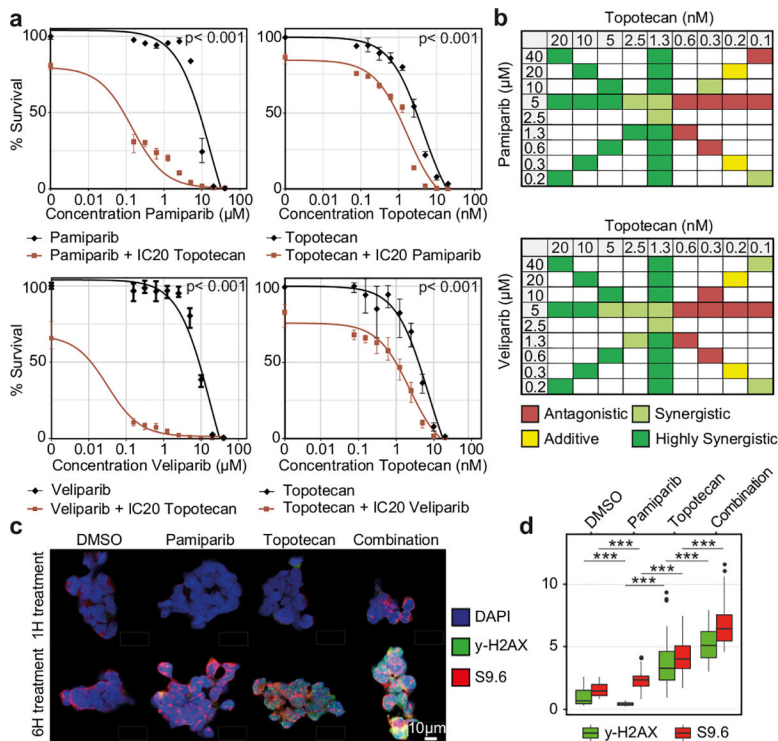 a
100
50
0
% Survival
p< 0.001
0 0.01 0.1 1 10 100
Concentration Pamiparib (µM)
Pamiparib
Pamiparib + IC20 Topotecan
100
50
0
p< 0.001
0 0.01 0.1 1 10 100
Concentration Topotecan (nM)
Topotecan
Topotecan + IC20 Pamiparib
100
50
0
% Survival
p< 0.001
0 0.01 0.1 1 10 100
Concentration Veliparib (µM)
Veliparib
Veliparib + IC20 Topotecan
100
50
0
p< 0.001
0 0.01 0.1 1 10 100
Concentration Topotecan (nM)
Topotecan
Topotecan + IC20 Veliparib
b
Topotecan (nM)
20 10 5 2.5 1.3 0.6 0.3 0.2 0.1
Pamiparib (µM)
40
20
10
5
2.5
1.3
0.6
0.3
0.2
Topotecan (nM)
20 10 5 2.5 1.3 0.6 0.3 0.2 0.1
Veliparib (µM)
40
20
10
5
2.5
1.3
0.6
0.3
0.2
Antagonistic Synergistic
Additive Highly Synergistic
c
DMSO Pamiparib Topotecan Combination
1H treatment
6H treatment
DAPI
y-H2AX
S9.6
10µm
d
DMSO Pamiparib Topotecan Combination
*** *** ***
*** *** ***
10
5
0
y-H2AX S9.6